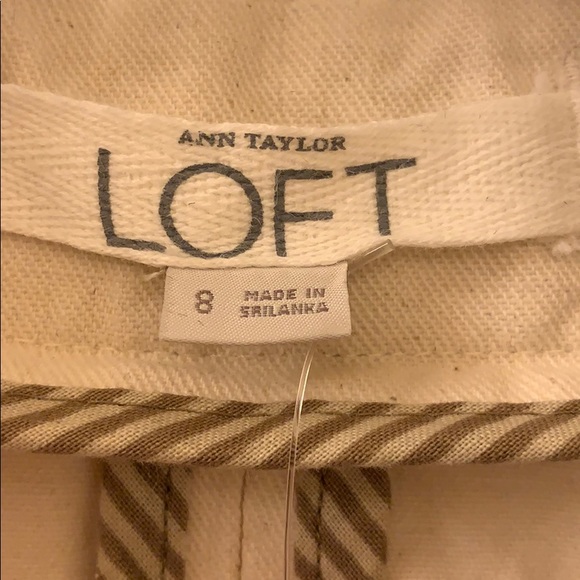 ANN TAYLOR
LOFT
8 MADE IN
SRILANKA